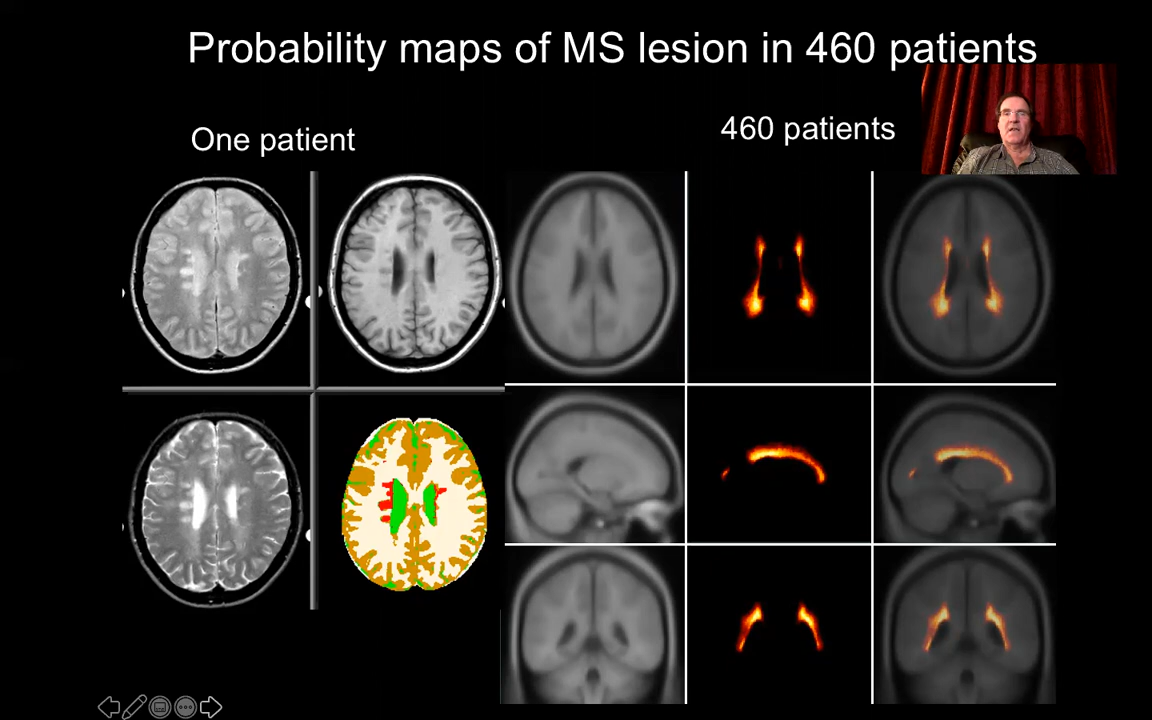 Probability maps of MS lesion in 460 patients
One patient
460 patients